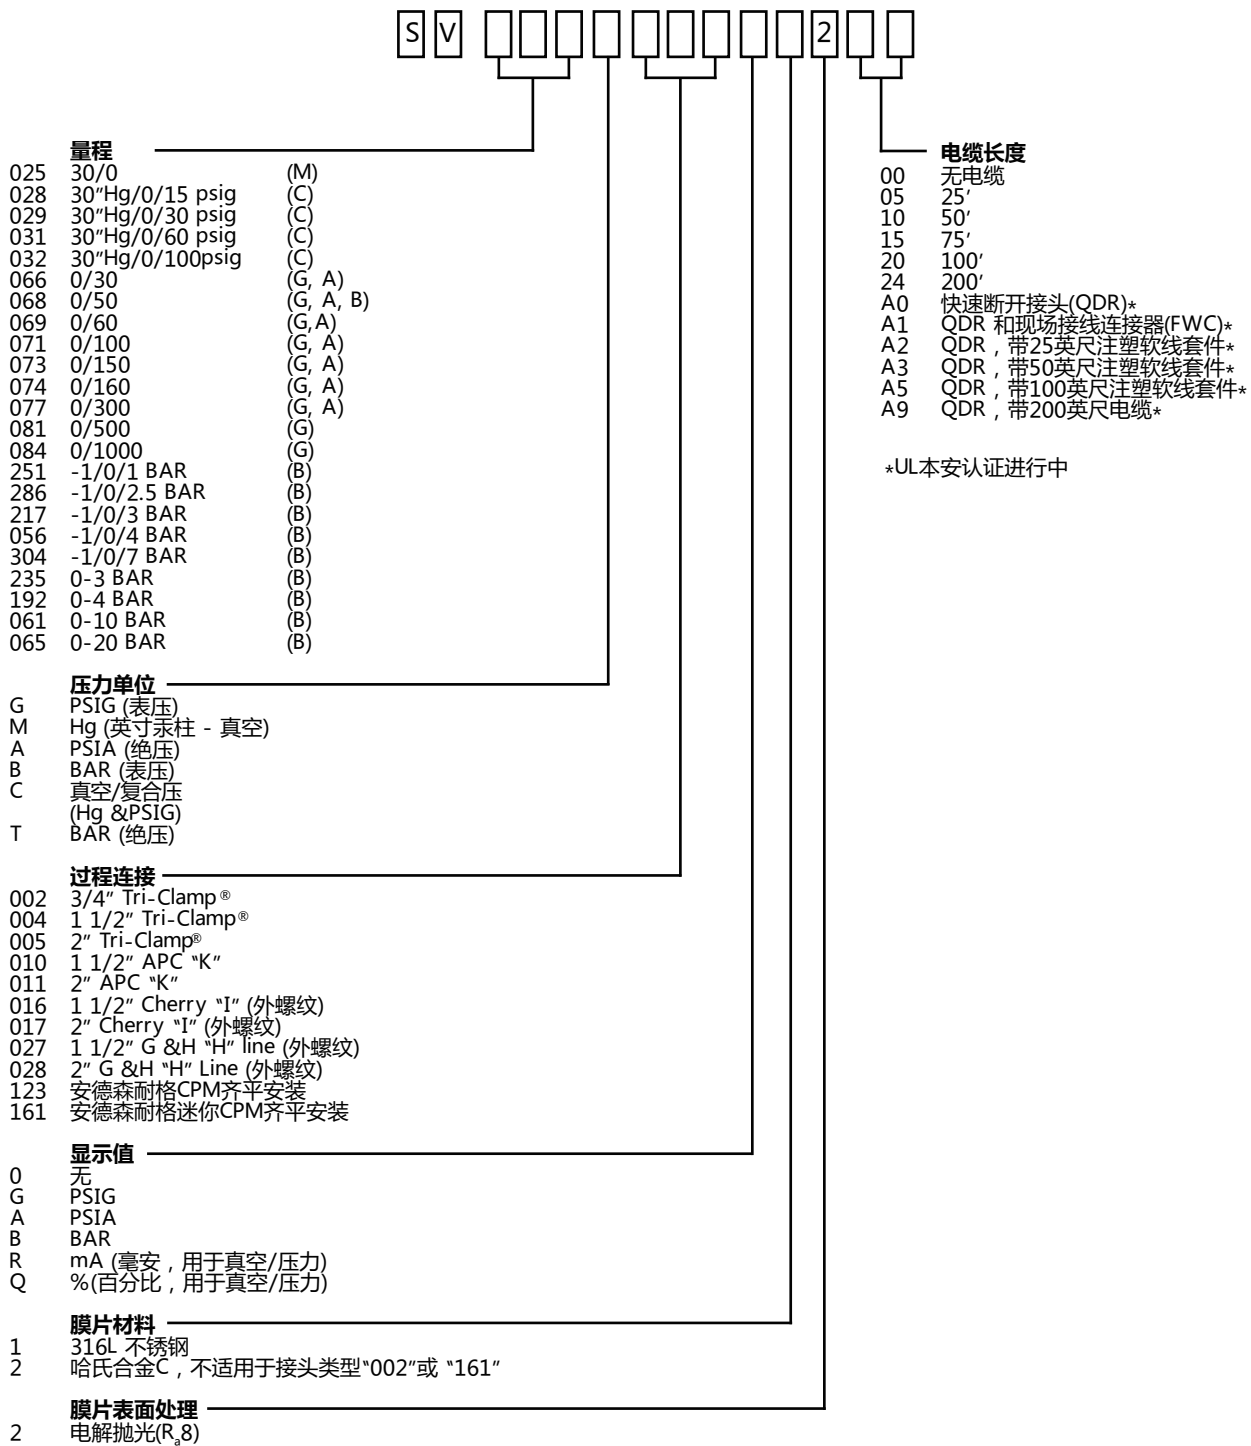 S V 2
量程
025 30/0 (M)
028 30"Hg/0/15 psig (C)
029 30"Hg/0/30 psig (C)
031 30"Hg/0/60 psig (C)
032 30"Hg/0/100psig (C)
066 0/30 (G, A)
068 0/50 (G, A, B)
069 0/60 (G,A)
071 0/100 (G, A)
073 0/150 (G, A)
074 0/160 (G, A)
077 0/300 (G, A)
081 0/500 (G)
084 0/1000 (G)
251 -1/0/1 BAR (B)
286 -1/0/2.5 BAR (B)
217 -1/0/3 BAR (B)
056 -1/0/4 BAR (B)
304 -1/0/7 BAR (B)
235 0-3 BAR (B)
192 0-4 BAR (B)
061 0-10 BAR (B)
065 0-20 BAR (B)
压力单位
G PSIG (表压)
M Hg (英寸汞柱 - 真空)
A PSIA (绝压)
B BAR (表压)
C 真空/复合压
(Hg &PSIG)
T BAR (绝压)
过程连接
002 3/4" Tri-Clamp®
004 1 1/2" Tri-Clamp®
005 2" Tri-Clamp®
010 1 1/2" APC "K"
011 2" APC "K"
016 1 1/2" Cherry "I" (外螺纹)
017 2" Cherry "I" (外螺纹)
027 1 1/2" G &H "H" line (外螺纹)
028 2" G &H "H" Line (外螺纹)
123 安德森耐格CPM齐平安装
161 安德森耐格迷你CPM齐平安装
显示值
0 无
G PSIG
A PSIA
B BAR
R mA (毫安，用于真空/压力)
Q %(百分比，用于真空/压力)
膜片材料
1 316L 不锈钢
2 哈氏合金C，不适用于接头类型"002"或 "161"
膜片表面处理
2 电解抛光(Rₐ8)
电缆长度
00 无电缆
05 25′
10 50′
15 75′
20 100′
24 200′
A0 快速断开接头(QDR)*
A1 QDR 和现场接线连接器(FWC)*
A2 QDR，带25英尺注塑软线套件*
A3 QDR，带50英尺注塑软线套件*
A5 QDR，带100英尺注塑软线套件*
A9 QDR，带200英尺电缆*
*UL本安认证进行中